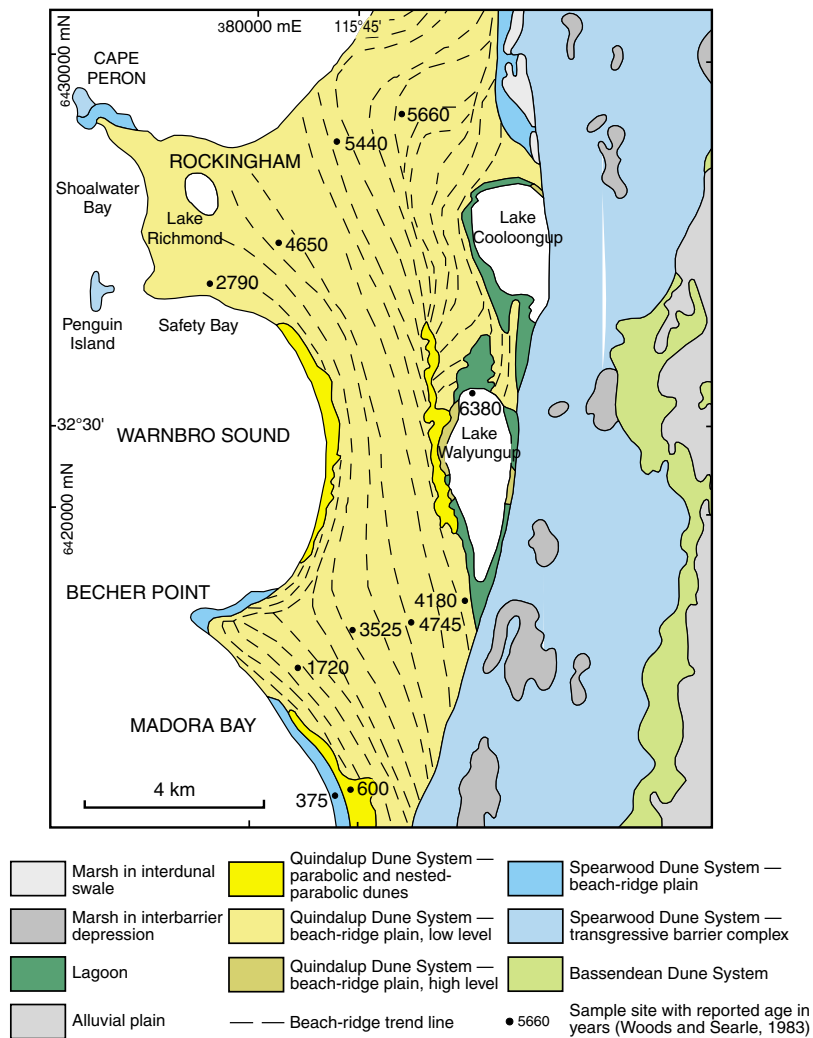 380000 mE
115°45'
6430000 mN
CAPE
PERON
5660
5440
ROCKINGHAM
Shoalwater
Bay
Lake
Richmond
Lake
Cooloongup
4650
2790
Penguin
Island
Safety Bay
6380
-32°30'
WARNBRO SOUND
Lake
Walyungup
6420000 mN
BECHER POINT
4180
3525
4745
1720
MADORA BAY
4 km
375
600
Marsh in interdunal
swale
Marsh in interbarrier
depression
Lagoon
Alluvial plain
Quindalup Dune System —
parabolic and nested-
parabolic dunes
Quindalup Dune System —
beach-ridge plain, low level
Quindalup Dune System —
beach-ridge plain, high level
Beach-ridge trend line
Spearwood Dune System —
beach-ridge plain
Spearwood Dune System —
transgressive barrier complex
Bassendean Dune System
5660
Sample site with reported age in
years (Woods and Searle, 1983)